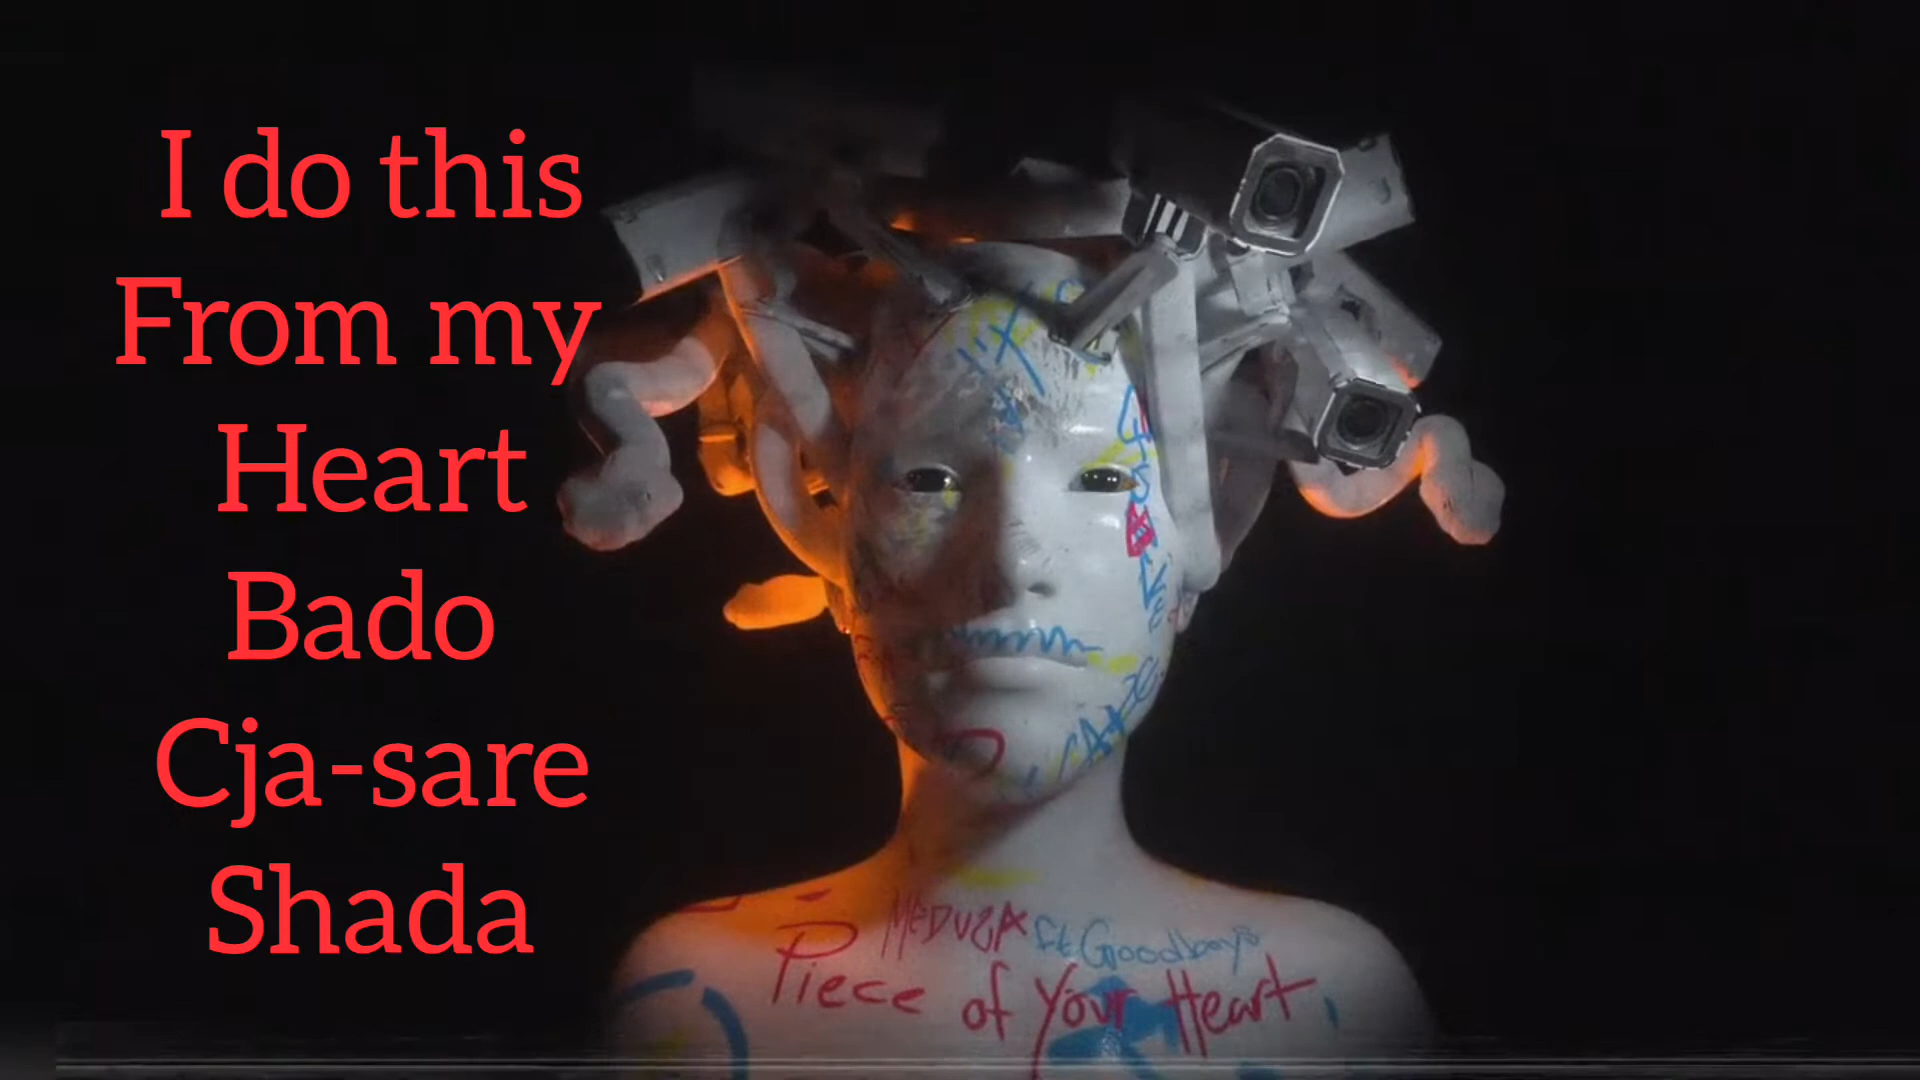 I do this
From my
Heart
Bado
Cja-sare
Shada
MEDUZA ft Goodboys
Piece of Your Heart